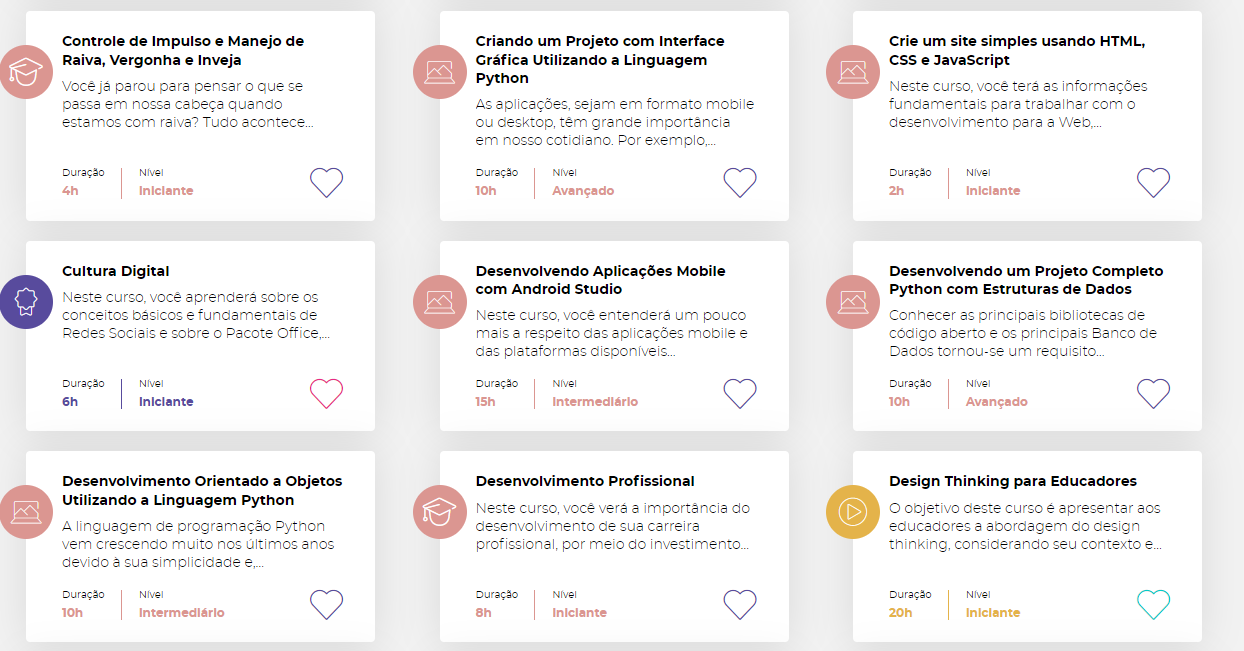 Controle de Impulso e Manejo de
Raiva, Vergonha e Inveja
Você já parou para pensar o que se
passa em nossa cabeça quando
estamos com raiva? Tudo acontece...
Duração
Nível
4h
Iniciante
Criando um Projeto com Interface
Gráfica Utilizando a Linguagem
Python
As aplicações, sejam em formato mobile
ou desktop, têm grande importância
em nosso cotidiano. Por exemplo,...
Duração
Nível
10h
Avançado
Crie um site simples usando HTML,
CSS e JavaScript
Neste curso, você terá as informações
fundamentais para trabalhar com o
desenvolvimento para a Web,...
Duração
Nível
2h
Iniciante
Cultura Digital
Neste curso, você aprenderá sobre os
conceitos básicos e fundamentais de
Redes Sociais e sobre o Pacote Office,...
Duração
Nível
6h
Iniciante
Desenvolvendo Aplicações Mobile
com Android Studio
Neste curso, você entenderá um pouco
mais a respeito das aplicações mobile e
das plataformas disponíveis...
Duração
Nível
15h
Intermediário
Desenvolvendo um Projeto Completo
Python com Estruturas de Dados
Conhecer as principais bibliotecas de
código aberto e os principais Banco de
Dados tornou-se um requisito...
Duração
Nível
10h
Avançado
Desenvolvimento Orientado a Objetos
Utilizando a Linguagem Python
A linguagem de programação Python
vem crescendo muito nos últimos anos
devido à sua simplicidade e,...
Duração
Nível
10h
Intermediário
Desenvolvimento Profissional
Neste curso, você verá a importância do
desenvolvimento de sua carreira
profissional, por meio do investimento...
Duração
Nível
8h
Iniciante
Design Thinking para Educadores
O objetivo deste curso é apresentar aos
educadores a abordagem do design
thinking, considerando seu contexto e...
Duração
Nível
20h
Iniciante